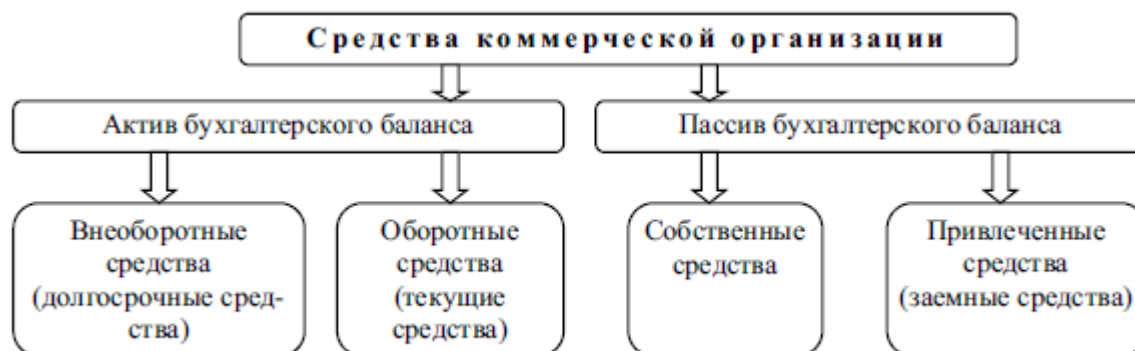 Средства коммерческой организации
Актив бухгалтерского баланса
Пассив бухгалтерского баланса
Внеоборотные
средства
(долгосрочные сред-
ства)
Оборотные
средства
(текущие
средства)
Собственные
средства
Привлеченные
средства
(заемные средства)